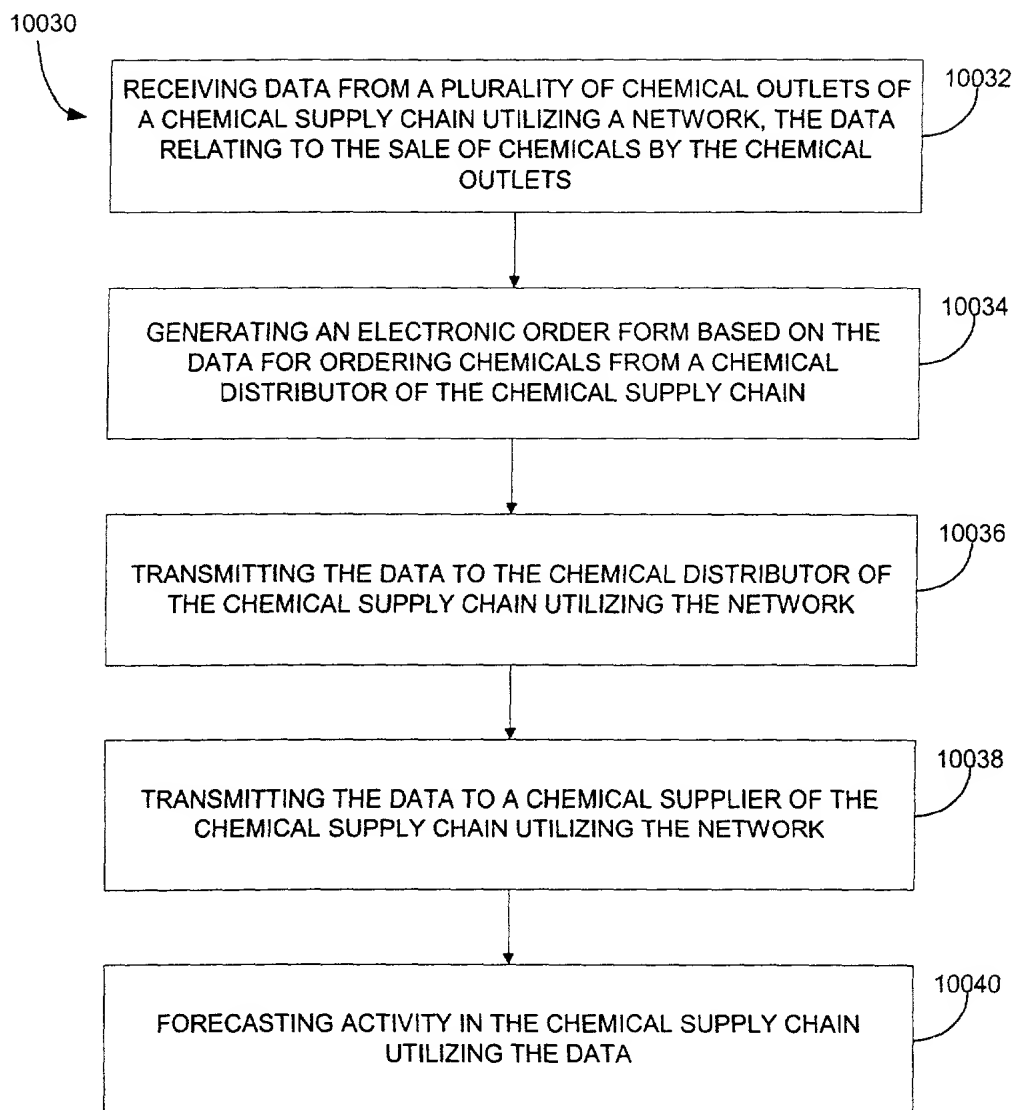 10030
RECEIVING DATA FROM A PLURALITY OF CHEMICAL OUTLETS OF
A CHEMICAL SUPPLY CHAIN UTILIZING A NETWORK, THE DATA
RELATING TO THE SALE OF CHEMICALS BY THE CHEMICAL
OUTLETS
10032
GENERATING AN ELECTRONIC ORDER FORM BASED ON THE
DATA FOR ORDERING CHEMICALS FROM A CHEMICAL
DISTRIBUTOR OF THE CHEMICAL SUPPLY CHAIN
10034
TRANSMITTING THE DATA TO THE CHEMICAL DISTRIBUTOR OF
THE CHEMICAL SUPPLY CHAIN UTILIZING THE NETWORK
10036
TRANSMITTING THE DATA TO A CHEMICAL SUPPLIER OF THE
CHEMICAL SUPPLY CHAIN UTILIZING THE NETWORK
10038
FORECASTING ACTIVITY IN THE CHEMICAL SUPPLY CHAIN
UTILIZING THE DATA
10040